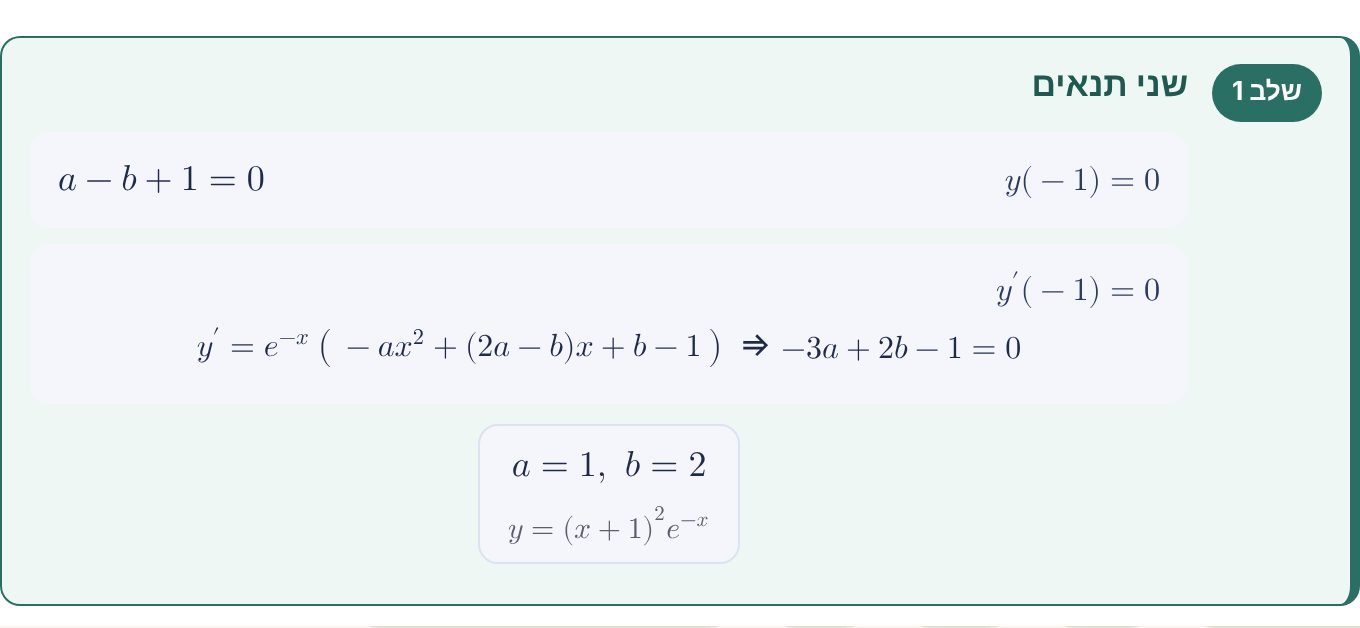 שלב 1
שני תנאים
y(−1) = 0
a − b + 1 = 0
y′(−1) = 0
y′ = e^{−x} ( −ax² + (2a − b)x + b − 1 ) ⇒ −3a + 2b − 1 = 0
a = 1, b = 2
y = (x + 1)²e^{−x}